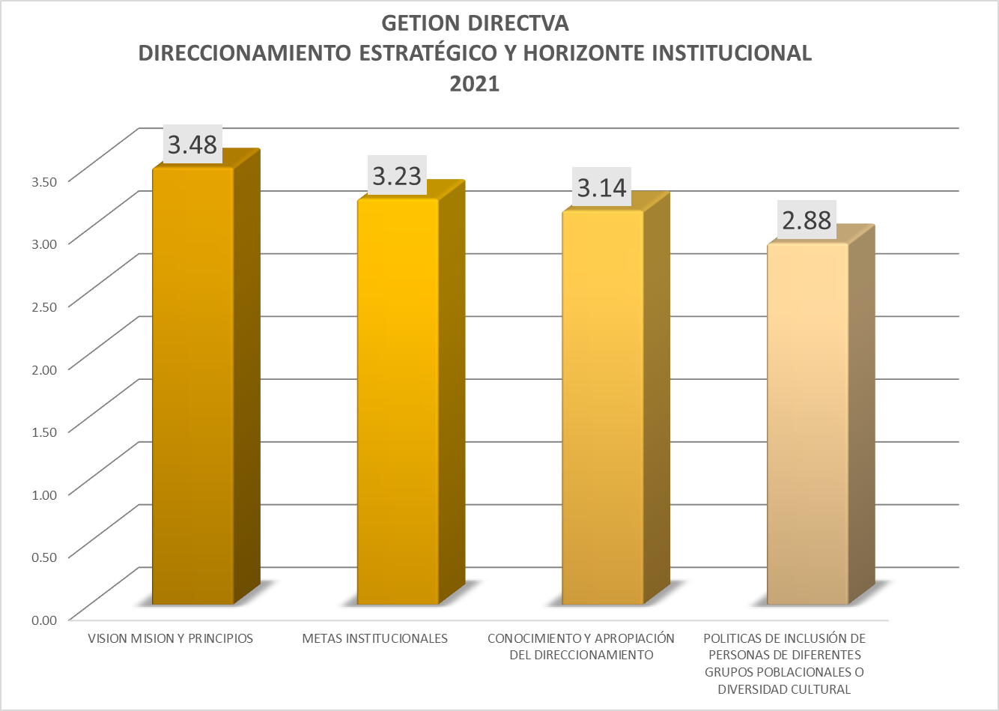 GETION DIRECTVA
DIRECCIONAMIENTO ESTRATÉGICO Y HORIZONTE INSTITUCIONAL
2021
3.48
3.23
3.14
2.88
3.50
3.00
2.50
2.00
1.50
1.00
0.50
0.00
VISION MISION Y PRINCIPIOS
METAS INSTITUCIONALES
CONOCIMIENTO Y APROPIACIÓN
DEL DIRECCIONAMIENTO
POLITICAS DE INCLUSIÓN DE
PERSONAS DE DIFERENTES
GRUPOS POBLACIONALES O
DIVERSIDAD CULTURAL